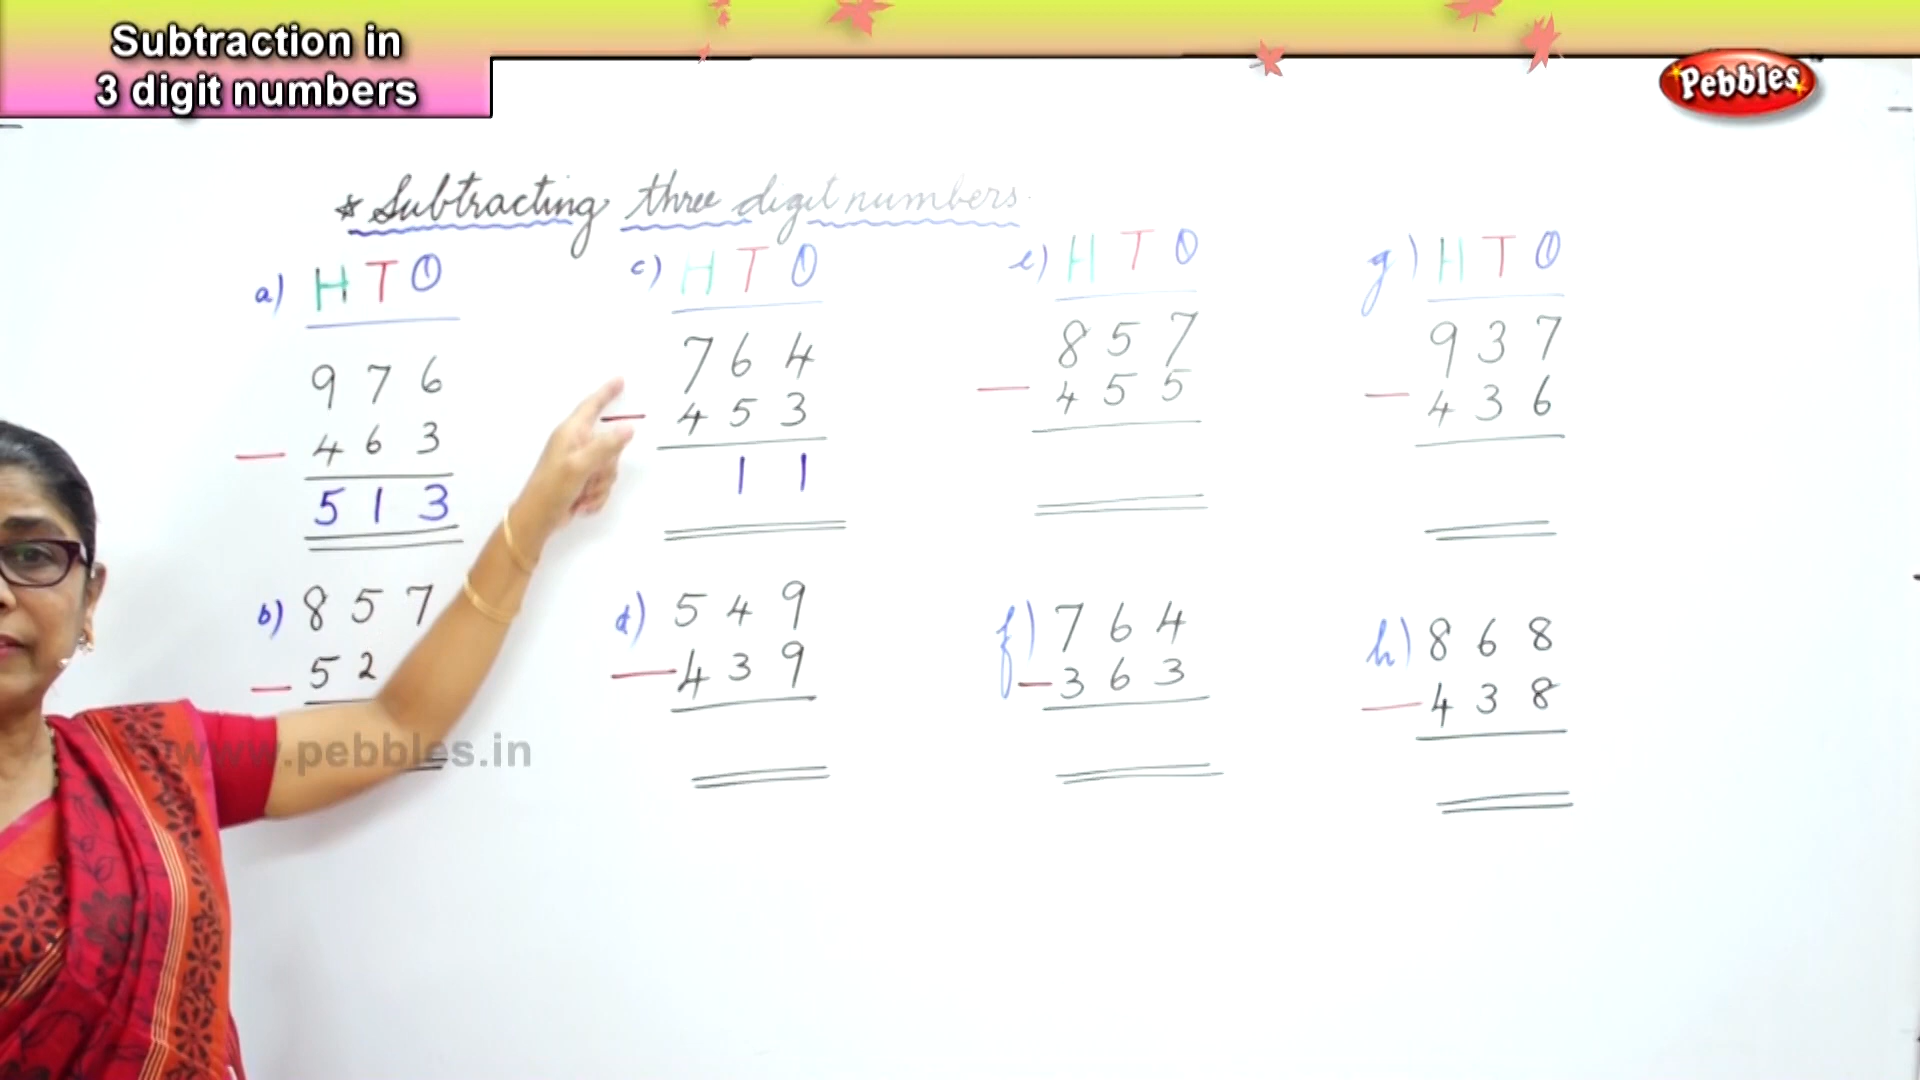 Subtraction in
3 digit numbers
Pebbles
* Subtracting three digit numbers.
a) H T O
9 7 6
— 4 6 3
5 1 3
b) 8 5 7
— 5 2
c) H T O
7 6 4
— 4 5 3
1 1
d) 5 4 9
— 4 3 9
e) H T O
8 5 7
— 4 5 5
f) 7 6 4
— 3 6 3
g) H T O
9 3 7
— 4 3 6
h) 8 6 8
— 4 3 8
www.pebbles.in